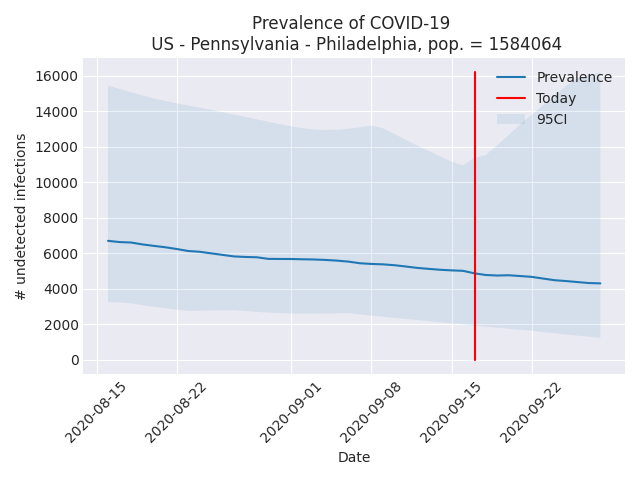 Prevalence of COVID-19
US - Pennsylvania - Philadelphia, pop. = 1584064
# undetected infections
16000
14000
12000
10000
8000
6000
4000
2000
0
Prevalence
Today
95CI
2020-08-15
2020-08-22
2020-09-01
2020-09-08
2020-09-15
2020-09-22
Date